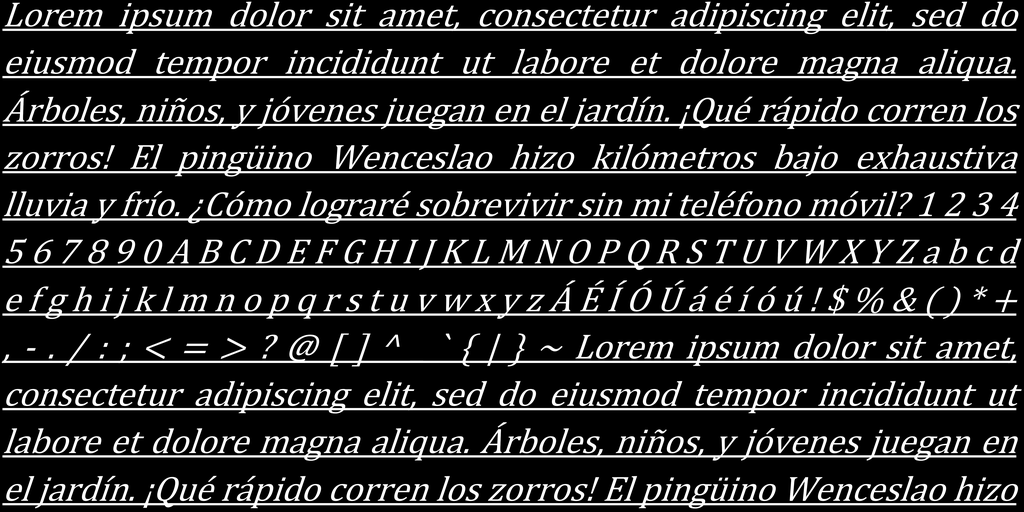 Lorem ipsum dolor sit amet, consectetur adipiscing elit, sed do
eiusmod tempor incididunt ut labore et dolore magna aliqua.
Árboles, niños, y jóvenes juegan en el jardín. ¡Qué rápido corren los
zorros! El pingüino Wenceslao hizo kilómetros bajo exhaustiva
lluvia y frío. ¿Cómo lograré sobrevivir sin mi teléfono móvil? 1 2 3 4
5 6 7 8 9 0 A B C D E F G H I J K L M N O P Q R S T U V W X Y Z a b c d
e f g h i j k l m n o p q r s t u v w x y z Á É Í Ó Ú á é í ó ú ! $ % & ( ) * +
, - . / : ; < = > ? @ [ ] ^ _ ` { | } ~ Lorem ipsum dolor sit amet,
consectetur adipiscing elit, sed do eiusmod tempor incididunt ut
labore et dolore magna aliqua. Árboles, niños, y jóvenes juegan en
el jardín. ¡Qué rápido corren los zorros! El pingüino Wenceslao hizo